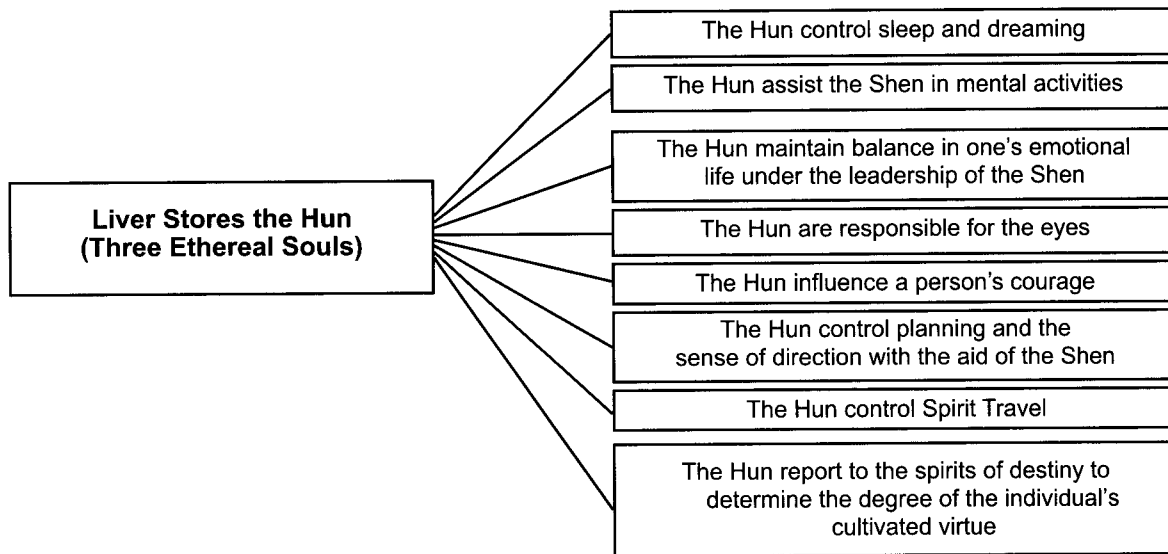 Liver Stores the Hun
(Three Ethereal Souls)
The Hun control sleep and dreaming
The Hun assist the Shen in mental activities
The Hun maintain balance in one's emotional
life under the leadership of the Shen
The Hun are responsible for the eyes
The Hun influence a person's courage
The Hun control planning and the
sense of direction with the aid of the Shen
The Hun control Spirit Travel
The Hun report to the spirits of destiny to
determine the degree of the individual's
cultivated virtue